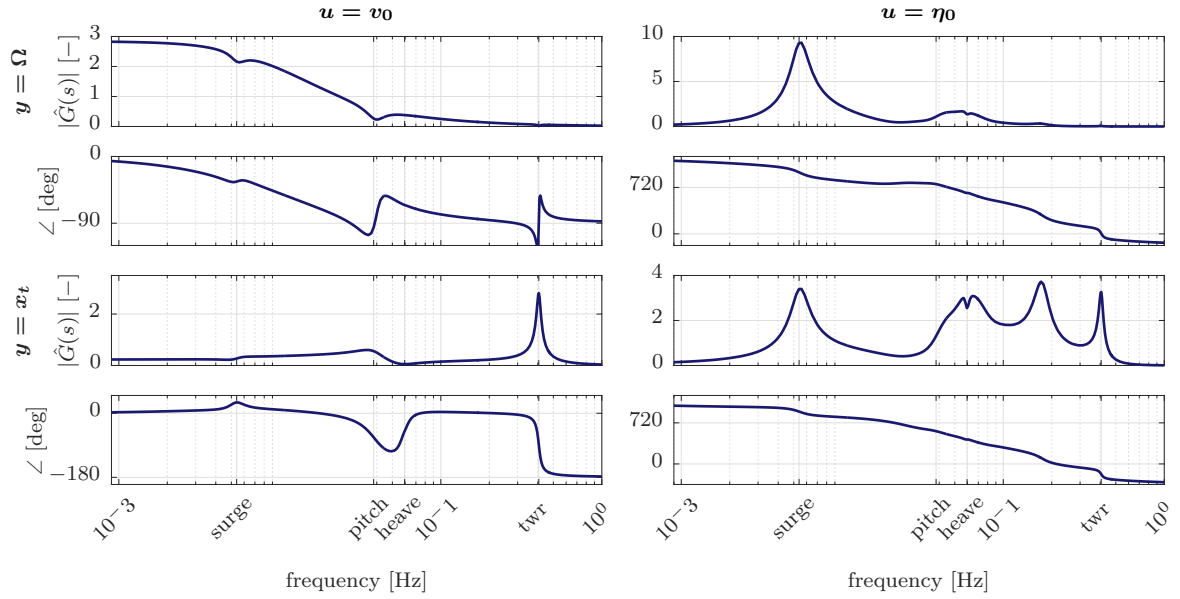 u = v₀
u = η₀
y = Ω
|Ĝ(s)| [−]
3
2
1
0
10
5
0
∠ [deg]
0
−90
720
0
y = xₜ
|Ĝ(s)| [−]
2
0
4
2
0
∠ [deg]
0
−180
720
0
10⁻³
surge
pitch
heave
10⁻¹
twr
10⁰
10⁻³
surge
pitch
heave
10⁻¹
twr
10⁰
frequency [Hz]
frequency [Hz]